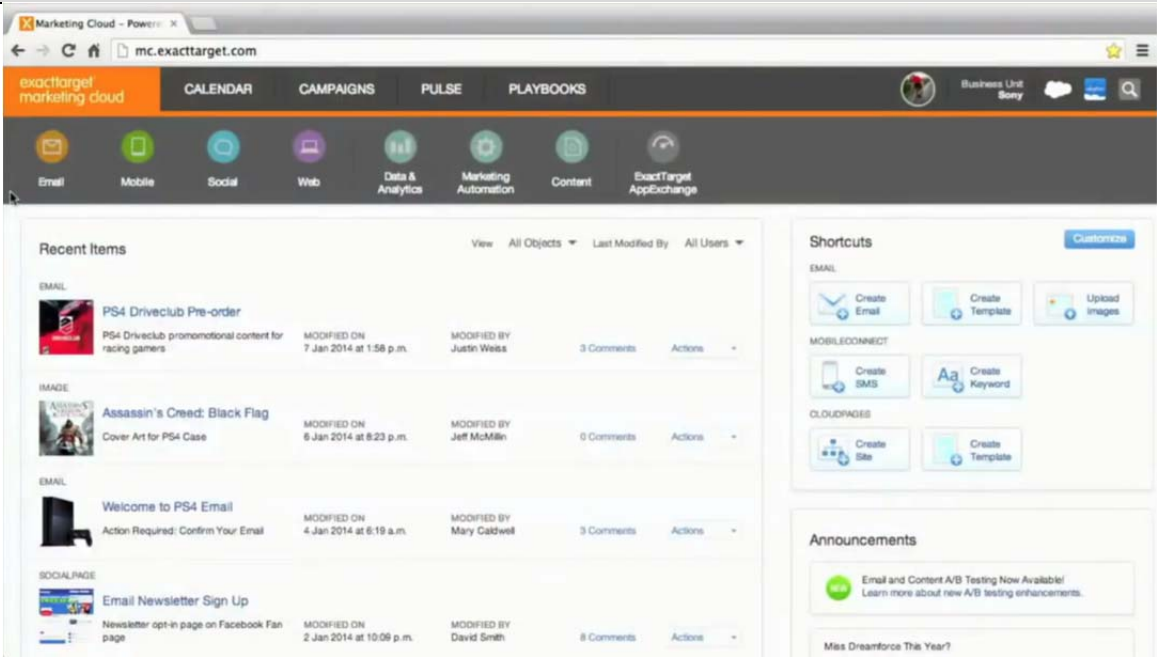 Marketing Cloud - Powere
mc.exacttarget.com
exacttarget
marketing cloud
CALENDAR
CAMPAIGNS
PULSE
PLAYBOOKS
Business Unit
Sony
Email
Mobile
Social
Web
Data &
Analytics
Marketing
Automation
Content
ExactTarget
AppExchange
Recent Items
View All Objects Last Modified By All Users
EMAIL
PS4 Driveclub Pre-order
PS4 Driveclub promomotional content for
racing gamers
MODIFIED ON
7 Jan 2014 at 1:58 p.m.
MODIFIED BY
Justin Weiss
3 Comments
Actions
IMAGE
Assassin's Creed: Black Flag
Cover Art for PS4 Case
MODIFIED ON
6 Jan 2014 at 8:23 p.m.
MODIFIED BY
Jeff McMillin
0 Comments
Actions
EMAIL
Welcome to PS4 Email
Action Required: Confirm Your Email
MODIFIED ON
4 Jan 2014 at 6:19 a.m.
MODIFIED BY
Mary Caldwell
3 Comments
Actions
SOCIALPAGE
Email Newsletter Sign Up
Newsletter opt-in page on Facebook Fan
page
MODIFIED ON
2 Jan 2014 at 10:09 p.m.
MODIFIED BY
David Smith
8 Comments
Actions
Shortcuts
Customize
EMAIL
Create
Email
Create
Template
Upload
Images
MOBILECONNECT
Create
SMS
Aa
Create
Keyword
CLOUDPAGES
Create
Site
Create
Template
Announcements
NEW
Email and Content A/B Testing Now Available!
Learn more about new A/B testing enhancements.
Miss Dreamforce This Year?